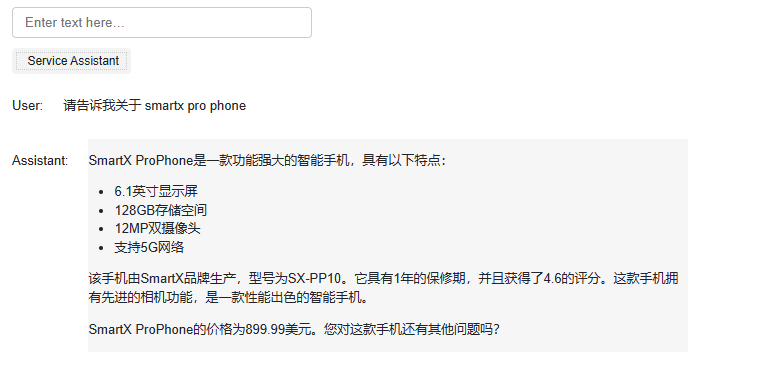 Enter text here…
Service Assistant
User: 请告诉我关于 smartx pro phone
Assistant: SmartX ProPhone是一款功能强大的智能手机，具有以下特点：
• 6.1英寸显示屏
• 128GB存储空间
• 12MP双摄像头
• 支持5G网络
该手机由SmartX品牌生产，型号为SX-PP10。它具有1年的保修期，并且获得了4.6的评分。这款手机拥
有先进的相机功能，是一款性能出色的智能手机。
SmartX ProPhone的价格为899.99美元。您对这款手机还有其他问题吗？